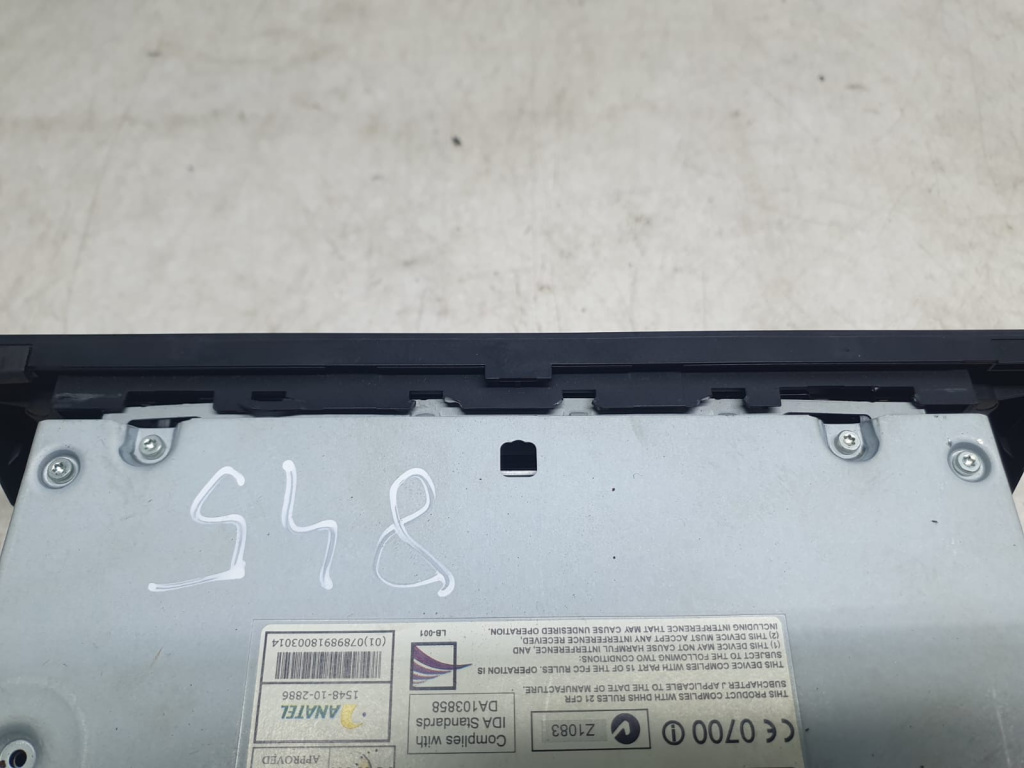 CE 0700
Z1083
THIS PRODUCT COMPLIES WITH DHHS RULES 21 CFR
SUBCHAPTER J APPLICABLE TO THE DATE OF MANUFACTURE.
THIS DEVICE COMPLIES WITH PART 15 OF THE FCC RULES. OPERATION IS
SUBJECT TO THE FOLLOWING TWO CONDITIONS:
(1) THIS DEVICE MAY NOT CAUSE HARMFUL INTERFERENCE, AND
(2) THIS DEVICE MUST ACCEPT ANY INTERFERENCE RECEIVED,
INCLUDING INTERFERENCE THAT MAY CAUSE UNDESIRED OPERATION.
Complies with
IDA Standards
DA103858
LB-001
APPROVED
ANATEL
1548-10-2886
(01)07898918003014
845